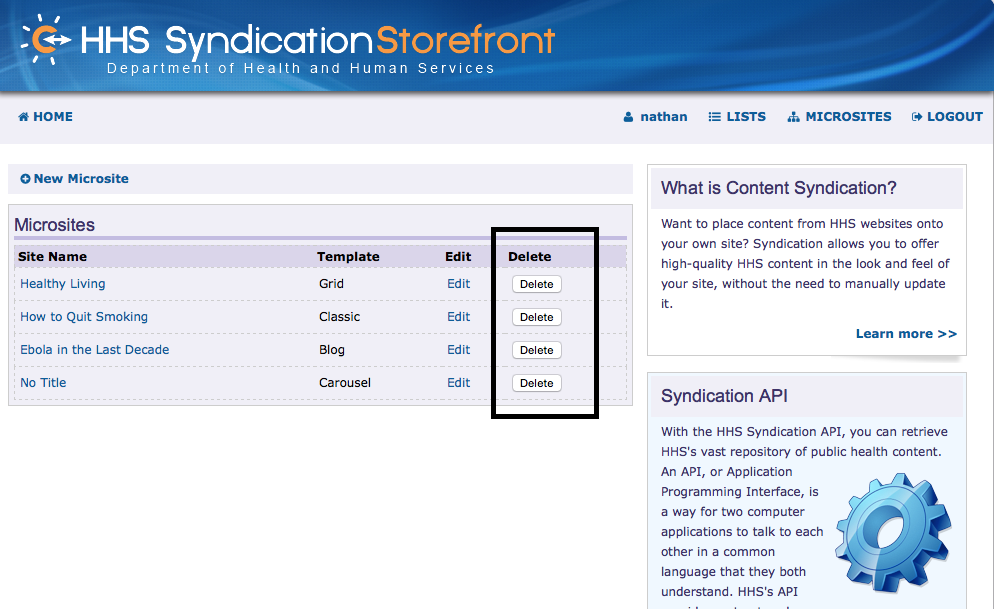 HHS Syndication Storefront
Department of Health and Human Services
HOME
nathan
LISTS
MICROSITES
LOGOUT
New Microsite
Microsites
Site Name Template Edit Delete
Healthy Living Grid Edit Delete
How to Quit Smoking Classic Edit Delete
Ebola in the Last Decade Blog Edit Delete
No Title Carousel Edit Delete
What is Content Syndication?
Want to place content from HHS websites onto
your own site? Syndication allows you to offer
high-quality HHS content in the look and feel of
your site, without the need to manually update
it.
Learn more >>
Syndication API
With the HHS Syndication API, you can retrieve
HHS's vast repository of public health content.
An API, or Application
Programming Interface, is
a way for two computer
applications to talk to each
other in a common
language that they both
understand. HHS's API